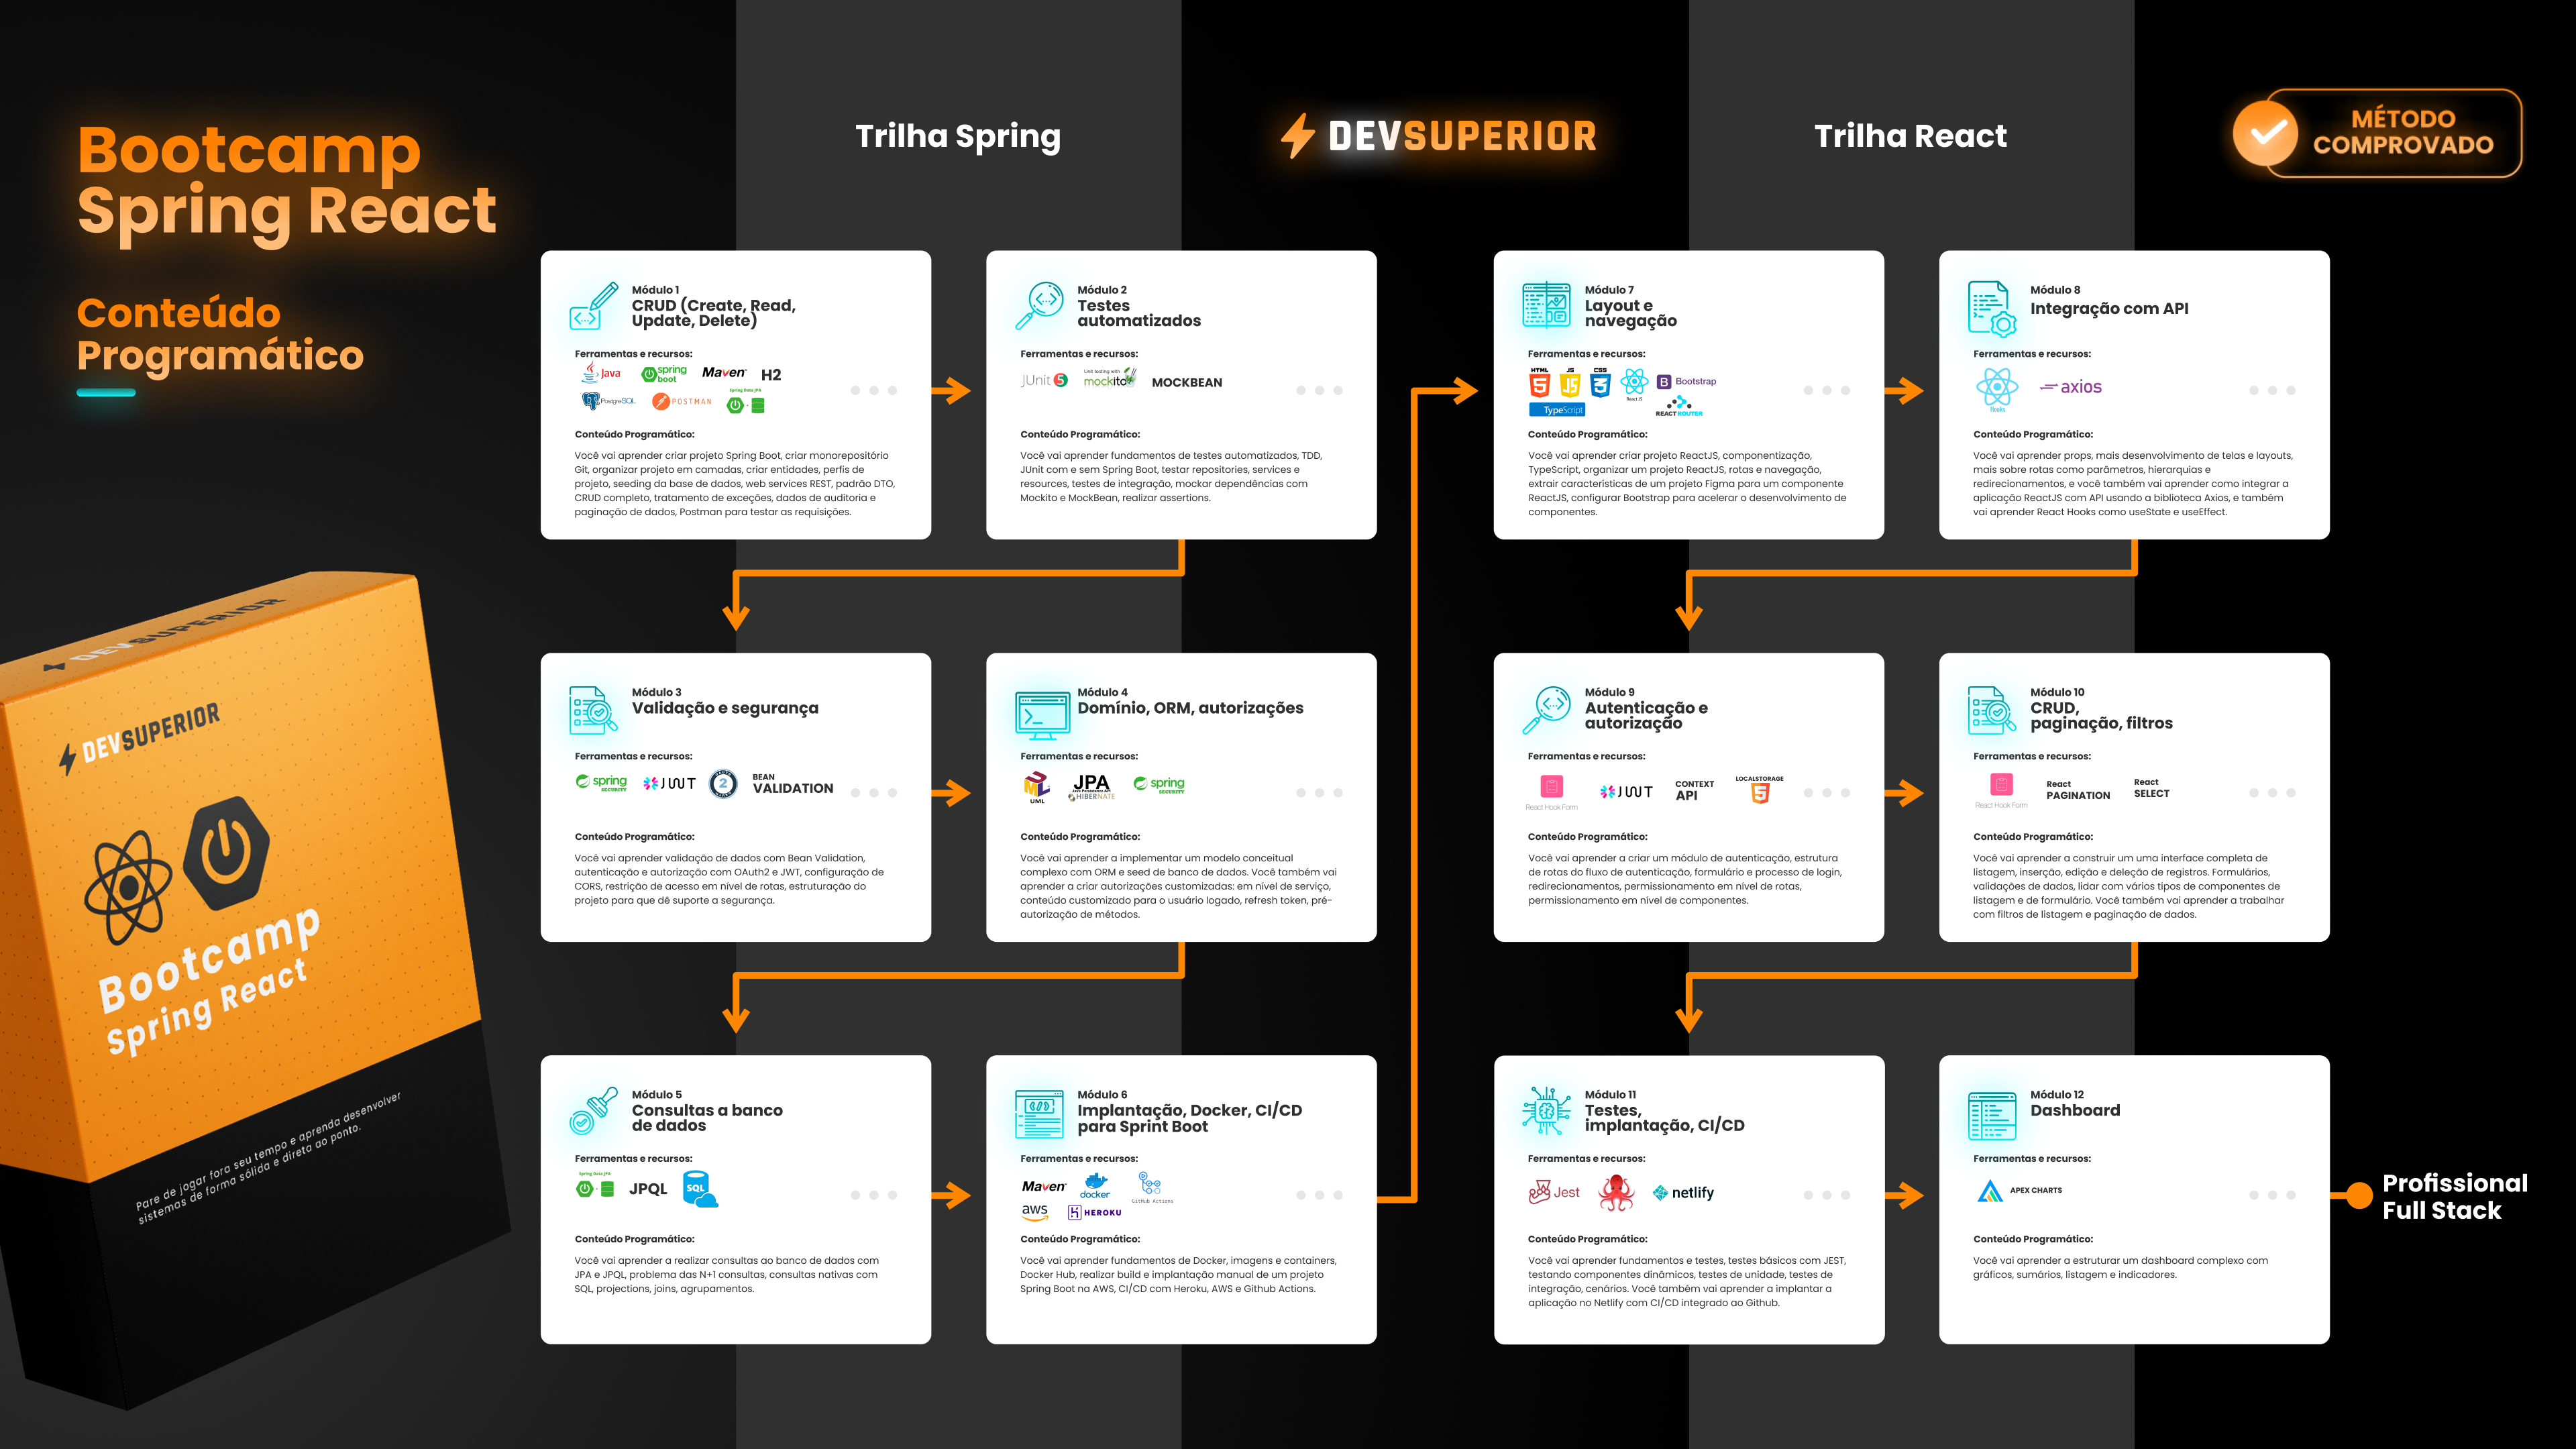 Bootcamp
Spring React
Conteúdo
Programático
Trilha Spring
DEVSUPERIOR
Trilha React
MÉTODO
COMPROVADO
Módulo 1
CRUD (Create, Read,
Update, Delete)
Ferramentas e recursos:
Java
spring
boot
Maven
H2
PostgreSQL
POSTMAN
Spring Data JPA
Conteúdo Programático:
Você vai aprender criar projeto Spring Boot, criar monorepositório
Git, organizar projeto em camadas, criar entidades, perfis de
projeto, seeding da base de dados, web services REST, padrão DTO,
CRUD completo, tratamento de exceções, dados de auditoria e
paginação de dados, Postman para testar as requisições.
Módulo 2
Testes
automatizados
Ferramentas e recursos:
JUnit 5
Unit testing with
mockito
MOCKBEAN
Conteúdo Programático:
Você vai aprender fundamentos de testes automatizados, TDD,
JUnit com e sem Spring Boot, testar repositories, services e
resources, testes de integração, mockar dependências com
Mockito e MockBean, realizar assertions.
Módulo 3
Validação e segurança
Ferramentas e recursos:
spring
SECURITY
JWT
2
BEAN
VALIDATION
Conteúdo Programático:
Você vai aprender validação de dados com Bean Validation,
autenticação e autorização com OAuth2 e JWT, configuração de
CORS, restrição de acesso em nível de rotas, estruturação do
projeto para que dê suporte a segurança.
Módulo 4
Domínio, ORM, autorizações
Ferramentas e recursos:
UML
JPA
Java Persistence API
HIBERNATE
spring
SECURITY
Conteúdo Programático:
Você vai aprender a implementar um modelo conceitual
complexo com ORM e seed de banco de dados. Você também vai
aprender a criar autorizações customizadas: em nível de serviço,
conteúdo customizado para o usuário logado, refresh token, pré-
autorização de métodos.
Módulo 5
Consultas a banco
de dados
Ferramentas e recursos:
Spring Data JPA
JPQL
SQL
Conteúdo Programático:
Você vai aprender a realizar consultas ao banco de dados com
JPA e JPQL, problema das N+1 consultas, consultas nativas com
SQL, projections, joins, agrupamentos.
Módulo 6
Implantação, Docker, CI/CD
para Sprint Boot
Ferramentas e recursos:
Maven
docker
GitHub Actions
aws
HEROKU
Conteúdo Programático:
Você vai aprender fundamentos de Docker, imagens e containers,
Docker Hub, realizar build e implantação manual de um projeto
Spring Boot na AWS, CI/CD com Heroku, AWS e Github Actions.
Módulo 7
Layout e
navegação
Ferramentas e recursos:
HTML
5
JS
JS
CSS
3
React JS
B Bootstrap
TypeScript
REACT ROUTER
Conteúdo Programático:
Você vai aprender criar projeto ReactJS, componentização,
TypeScript, organizar um projeto ReactJS, rotas e navegação,
extrair características de um projeto Figma para um componente
ReactJS, configurar Bootstrap para acelerar o desenvolvimento de
componentes.
Módulo 8
Integração com API
Ferramentas e recursos:
Hooks
axios
Conteúdo Programático:
Você vai aprender props, mais desenvolvimento de telas e layouts,
mais sobre rotas como parâmetros, hierarquias e
redirecionamentos, e você também vai aprender como integrar a
aplicação ReactJS com API usando a biblioteca Axios, e também
vai aprender React Hooks como useState e useEffect.
Módulo 9
Autenticação e
autorização
Ferramentas e recursos:
React Hook Form
JWT
CONTEXT
API
LOCALSTORAGE
5
Conteúdo Programático:
Você vai aprender a criar um módulo de autenticação, estrutura
de rotas do fluxo de autenticação, formulário e processo de login,
redirecionamentos, permissionamento em nível de rotas,
permissionamento em nível de componentes.
Módulo 10
CRUD,
paginação, filtros
Ferramentas e recursos:
React Hook Form
React
PAGINATION
React
SELECT
Conteúdo Programático:
Você vai aprender a construir um uma interface completa de
listagem, inserção, edição e deleção de registros. Formulários,
validações de dados, lidar com vários tipos de componentes de
listagem e de formulário. Você também vai aprender a trabalhar
com filtros de listagem e paginação de dados.
Módulo 11
Testes,
implantação, CI/CD
Ferramentas e recursos:
Jest
netlify
Conteúdo Programático:
Você vai aprender fundamentos e testes, testes básicos com JEST,
testando componentes dinâmicos, testes de unidade, testes de
integração, cenários. Você também vai aprender a implantar a
aplicação no Netlify com CI/CD integrado ao Github.
Módulo 12
Dashboard
Ferramentas e recursos:
APEX CHARTS
Conteúdo Programático:
Você vai aprender a estruturar um dashboard complexo com
gráficos, sumários, listagem e indicadores.
Profissional
Full Stack
DEVSUPERIOR
DEVSUPERIOR
Bootcamp
Spring React
Pare de jogar fora seu tempo e aprenda desenvolver
sistemas de forma sólida e direta ao ponto.